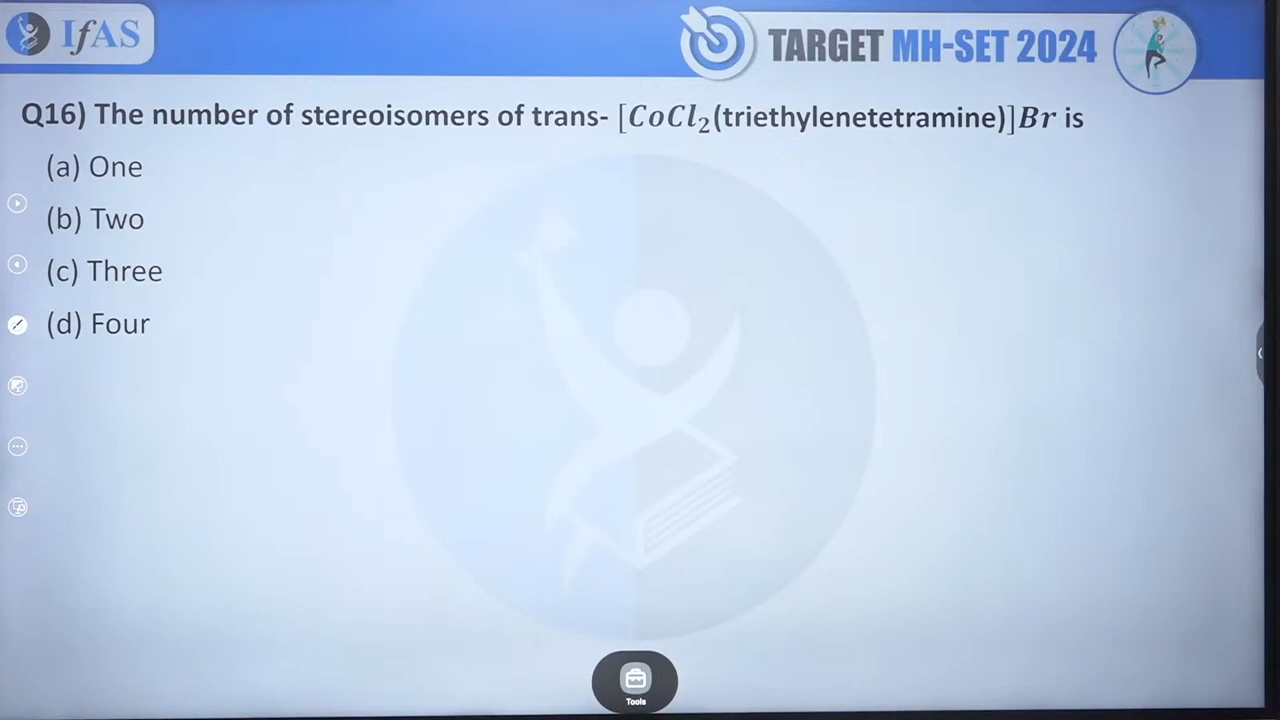 IfAS
TARGET MH-SET 2024
Q16) The number of stereoisomers of trans- [CoCl₂(triethylenetetramine)]Br is
(a) One
(b) Two
(c) Three
(d) Four
Tools